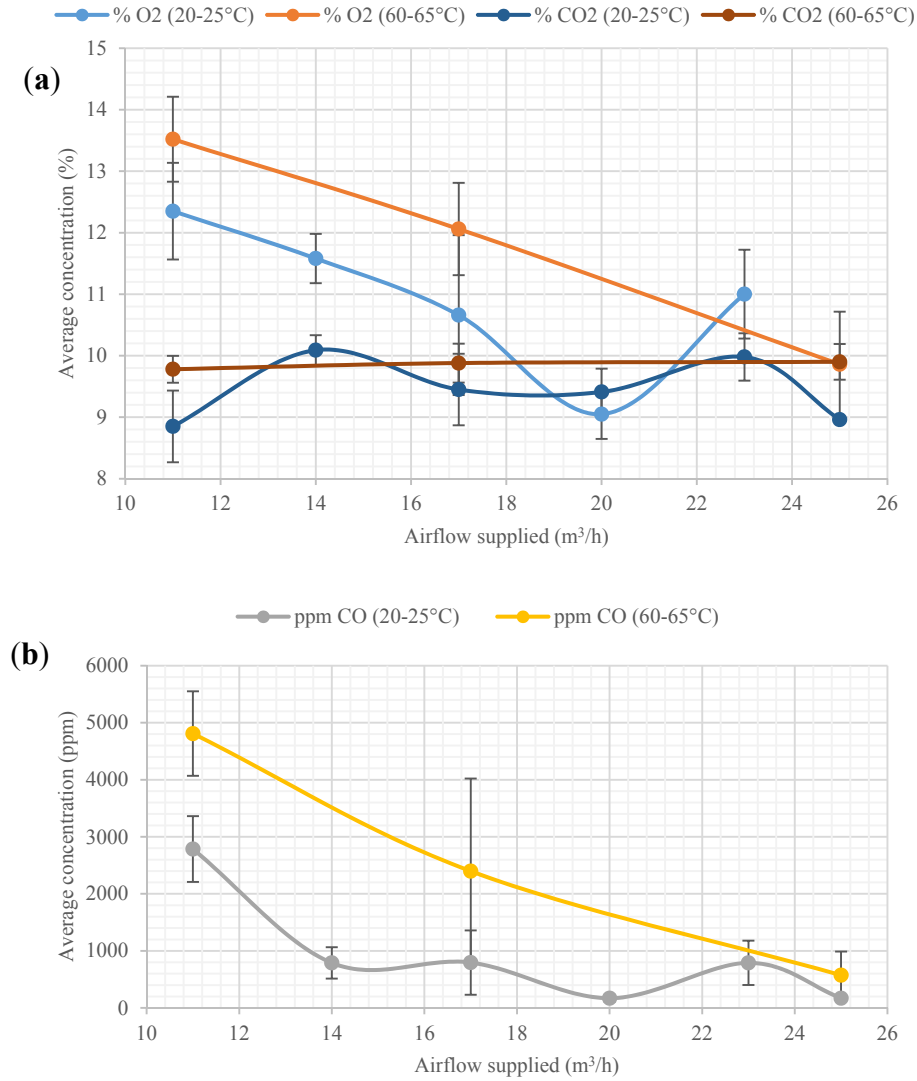 % O2 (20-25°C) % O2 (60-65°C) % CO2 (20-25°C) % CO2 (60-65°C)
(a)
Average concentration (%)
15
14
13
12
11
10
9
8
10 12 14 16 18 20 22 24 26
Airflow supplied (m³/h)
ppm CO (20-25°C) ppm CO (60-65°C)
(b)
Average concentration (ppm)
6000
5000
4000
3000
2000
1000
0
10 12 14 16 18 20 22 24 26
Airflow supplied (m³/h)